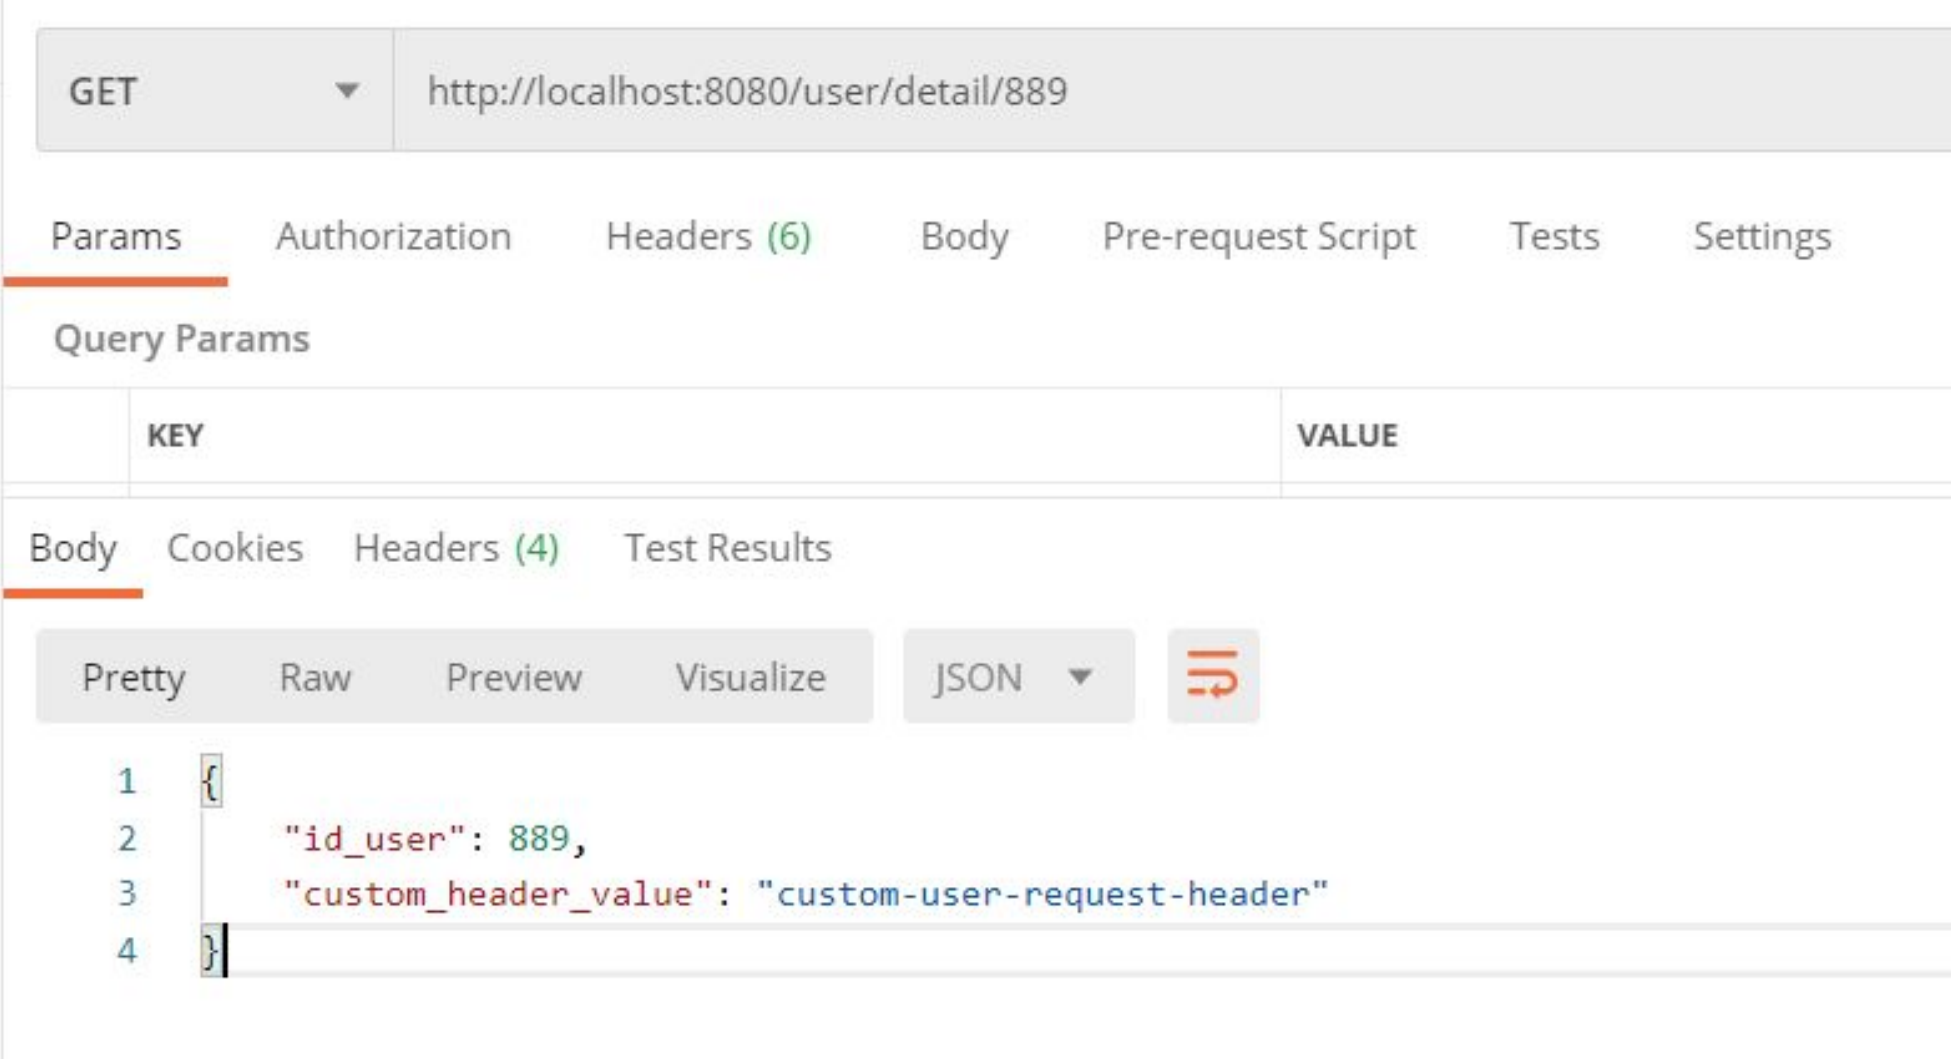 GET http://localhost:8080/user/detail/889
Params Authorization Headers (6) Body Pre-request Script Tests Settings
Query Params
KEY VALUE
Body Cookies Headers (4) Test Results
Pretty Raw Preview Visualize JSON
1 {
2 "id_user": 889,
3 "custom_header_value": "custom-user-request-header"
4 }